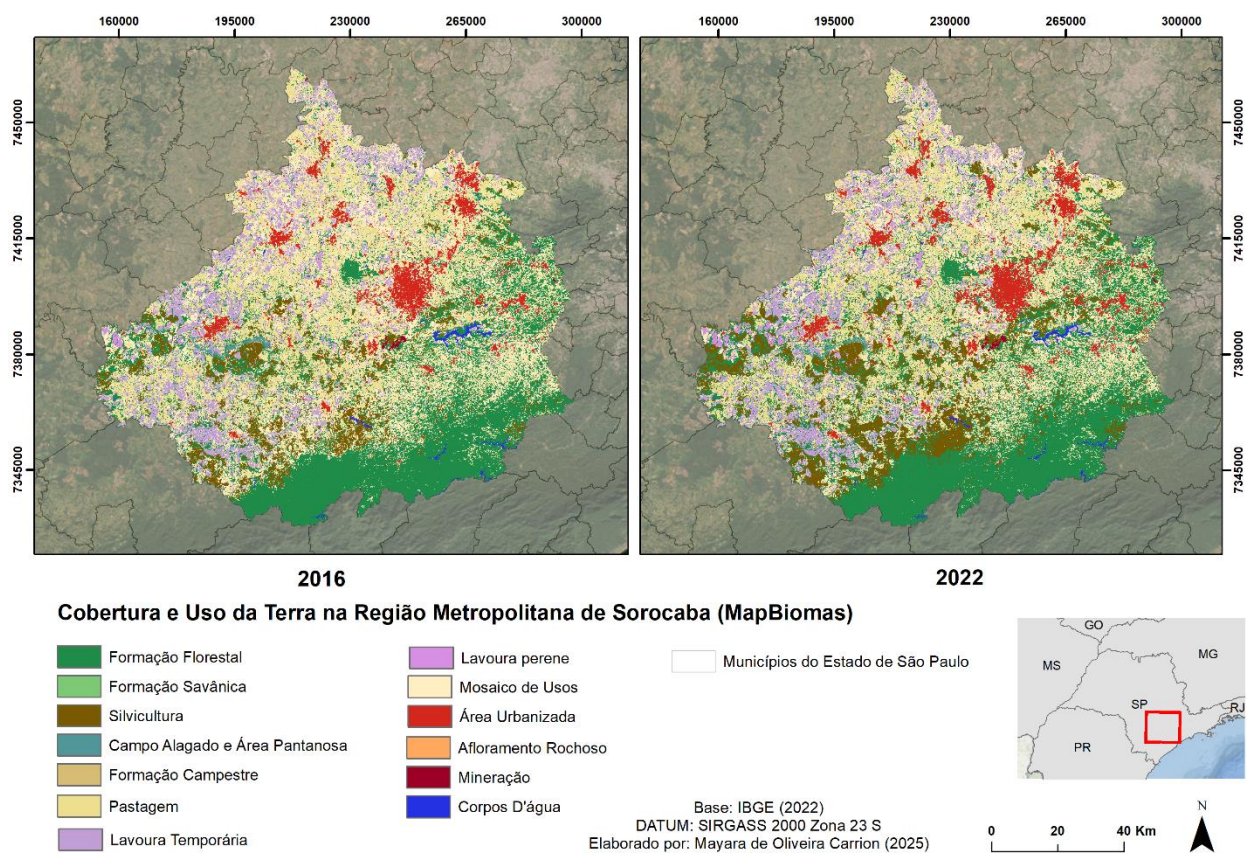 160000 195000 230000 265000 300000
160000 195000 230000 265000 300000
7450000
7415000
7380000
7345000
7450000
7415000
7380000
7345000
2016
2022
Cobertura e Uso da Terra na Região Metropolitana de Sorocaba (MapBiomas)
Formação Florestal
Formação Savânica
Silvicultura
Campo Alagado e Área Pantanosa
Formação Campestre
Pastagem
Lavoura Temporária
Lavoura perene
Mosaico de Usos
Área Urbanizada
Afloramento Rochoso
Mineração
Corpos D'água
Municípios do Estado de São Paulo
GO
MS
MG
SP
RJ
PR
Base: IBGE (2022)
DATUM: SIRGASS 2000 Zona 23 S
Elaborado por: Mayara de Oliveira Carrion (2025)
0 20 40 Km
N